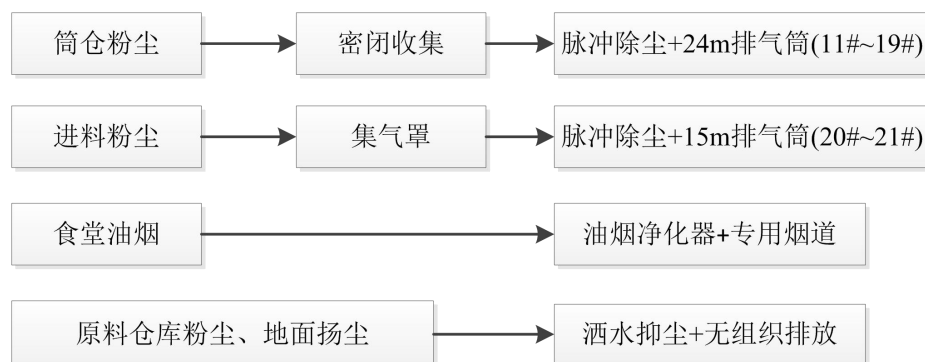 筒仓粉尘
密闭收集
脉冲除尘+24m排气筒(11#~19#)
进料粉尘
集气罩
脉冲除尘+15m排气筒(20#~21#)
食堂油烟
油烟净化器+专用烟道
原料仓库粉尘、地面扬尘
洒水抑尘+无组织排放